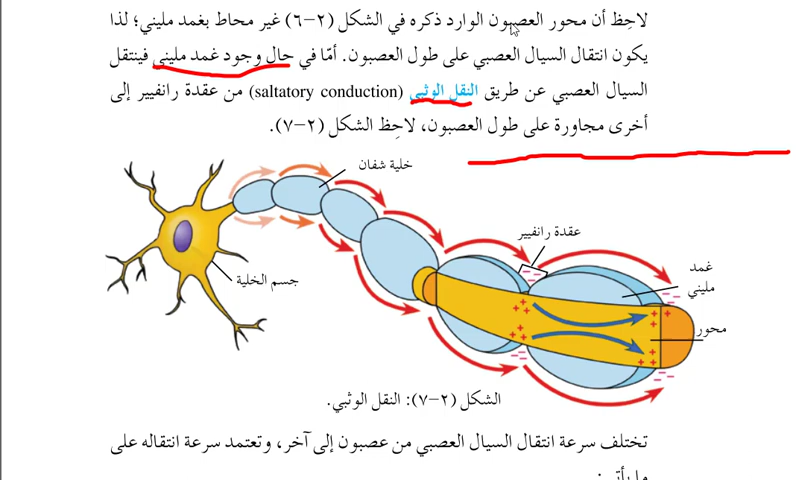 لاحِظ أن محور العصبون الوارد ذكره في الشكل (٢-٦) غير محاط بغمد مليني؛ لذا
يكون انتقال السيال العصبي على طول العصبون. أمّا في حال وجود غمد مليني فينتقل
السيال العصبي عن طريق النقل الوثبي (saltatory conduction) من عقدة رانفيير إلى
أخرى مجاورة على طول العصبون، لاحِظ الشكل (٢-٧).
خلية شفان
عقدة رانفيير
غمد
مليني
جسم الخلية
محور
الشكل (٢-٧): النقل الوثبي.
تختلف سرعة انتقال السيال العصبي من عصبون إلى آخر، وتعتمد سرعة انتقاله على
ما يأتي: